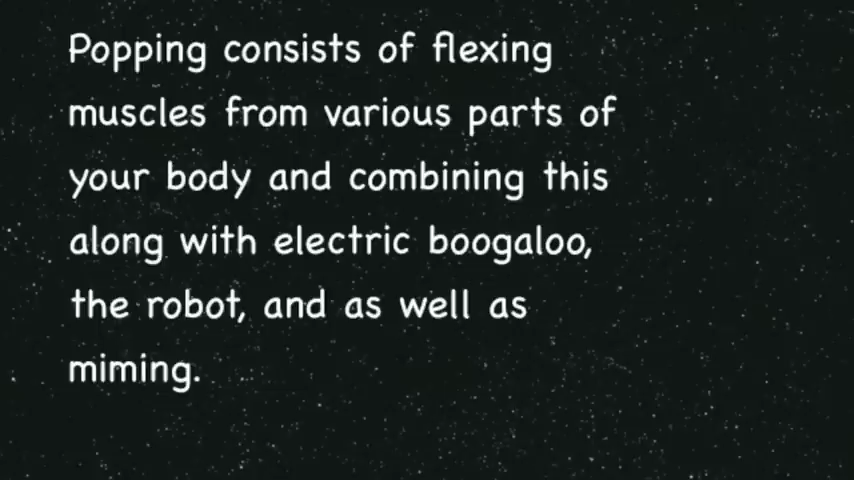 Popping consists of flexing
muscles from various parts of
your body and combining this
along with electric boogaloo,
the robot, and as well as
miming.